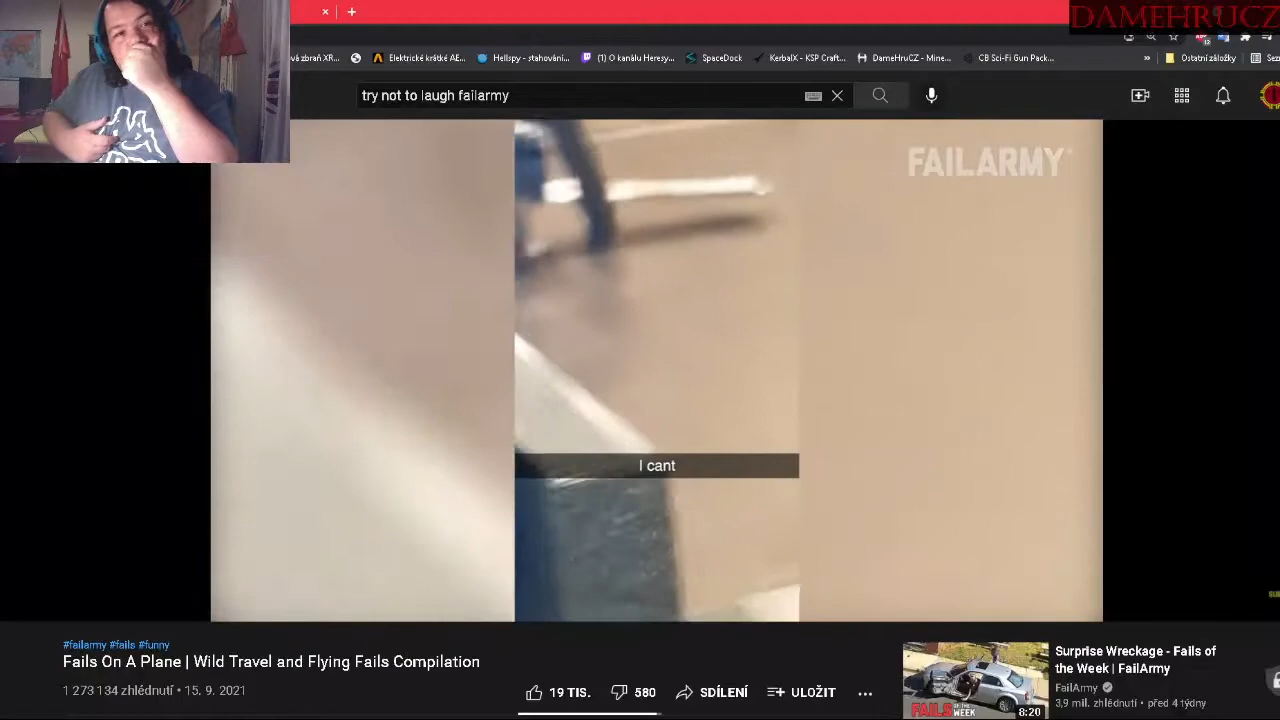 DAMEHRUCZ
vá zbraň XR...
Elektrické krátké AE...
Hellspy - stahování...
(1) O kanálu Heresy...
SpaceDock
KerbalX - KSP Craft...
DameHruCZ - Mine...
CB Sci-Fi Gun Pack...
»
Ostatní záložky
Sez
try not to laugh failarmy
FAILARMY
I cant
#failarmy #fails #funny
Fails On A Plane | Wild Travel and Flying Fails Compilation
1 273 134 zhlédnutí • 15. 9. 2021
19 TIS.
580
SDÍLENÍ
ULOŽIT
Surprise Wreckage - Fails of
the Week | FailArmy
FailArmy
3,9 mil. zhlédnutí • před 4 týdny
FAILS OF THE WEEK
8:20